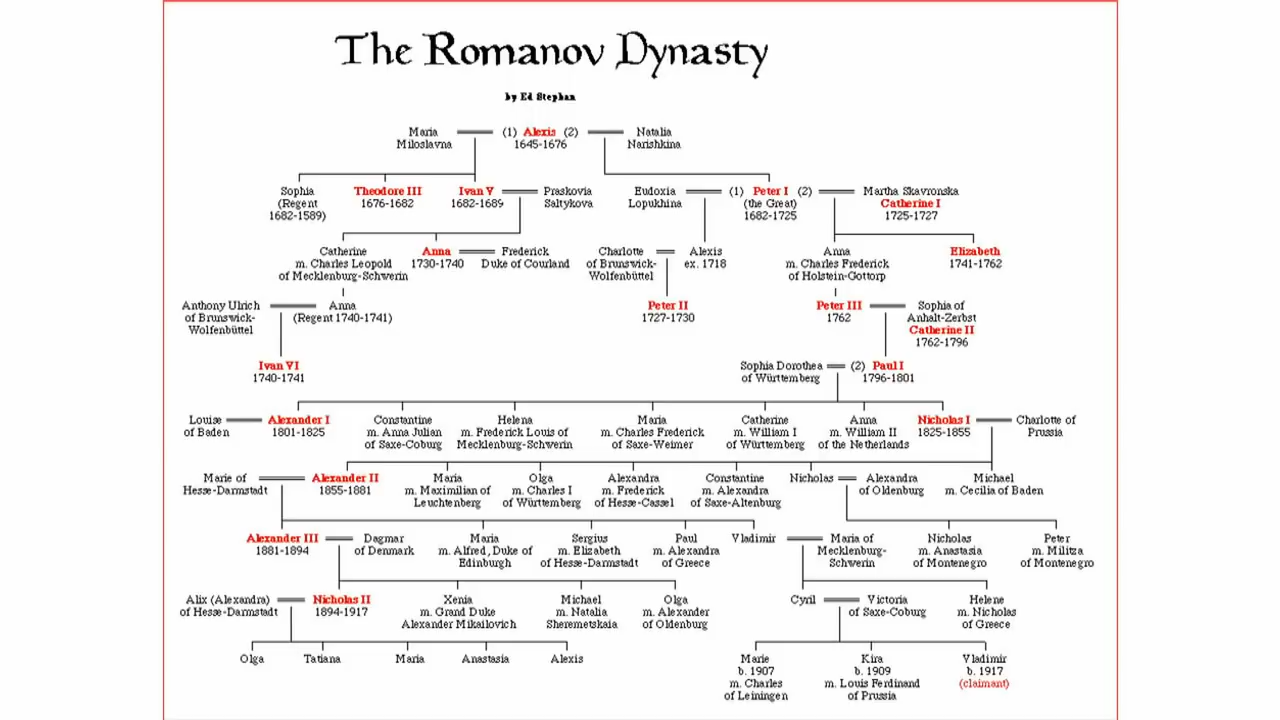 The Romanov Dynasty
by Ed Stephan
Maria (1) Alexis (2) Natalia
Miloslavna 1645-1676 Narishkina
Sophia Theodore III Ivan V Praskovia Eudoxia (1) Peter I (2) Martha Skavronska
(Regent 1676-1682 1682-1689 Saltykova Lopukhina (the Great) Catherine I
1682-1589) 1682-1725 1725-1727
Catherine Anna Frederick Charlotte Alexis Anna Elizabeth
m. Charles Leopold 1730-1740 Duke of Courland of Brunswick- ex. 1718 m. Charles Frederick 1741-1762
of Mecklenburg-Schwerin Wolfenbüttel of Holstein-Gottorp
Anthony Ulrich Anna Peter II Peter III Sophia of
of Brunswick- (Regent 1740-1741) 1727-1730 1762 Anhalt-Zerbst
Wolfenbüttel Catherine II
1762-1796
Ivan VI Sophia Dorothea (2) Paul I
1740-1741 of Württemberg 1796-1801
Louise Alexander I Constantine Helena Maria Catherine Anna Nicholas I Charlotte of
of Baden 1801-1825 m. Anna Julian m. Frederick Louis of m. Charles Frederick m. William I m. William II 1825-1855 Prussia
of Saxe-Coburg Mecklenburg-Schwerin of Saxe-Weimer of Württemberg of the Netherlands
Marie of Alexander II Maria Olga Alexandra Constantine Nicholas Alexandra Michael
Hesse-Darmstadt 1855-1881 m. Maximilian of m. Charles I m. Frederick m. Alexandra of Oldenburg m. Cecilia of Baden
Leuchtenberg of Württemberg of Hesse-Cassel of Saxe-Altenburg
Alexander III Dagmar Maria Sergius Paul Vladimir Maria of Nicholas Peter
1881-1894 of Denmark m. Alfred, Duke of m. Elizabeth m. Alexandra Mecklenburg- m. Anastasia m. Militza
Edinburgh of Hesse-Darmstadt of Greece Schwerin of Montenegro of Montenegro
Alix (Alexandra) Nicholas II Xenia Michael Olga Cyril Victoria Helene
of Hesse-Darmstadt 1894-1917 m. Grand Duke m. Natalia m. Alexander of Saxe-Coburg m. Nicholas
Alexander Mikailovich Sheremetskaia of Oldenburg of Greece
Olga Tatiana Maria Anastasia Alexis Marie Kira Vladimir
b. 1907 b. 1909 b. 1917
m. Charles m. Louis Ferdinand (claimant)
of Leiningen of Prussia